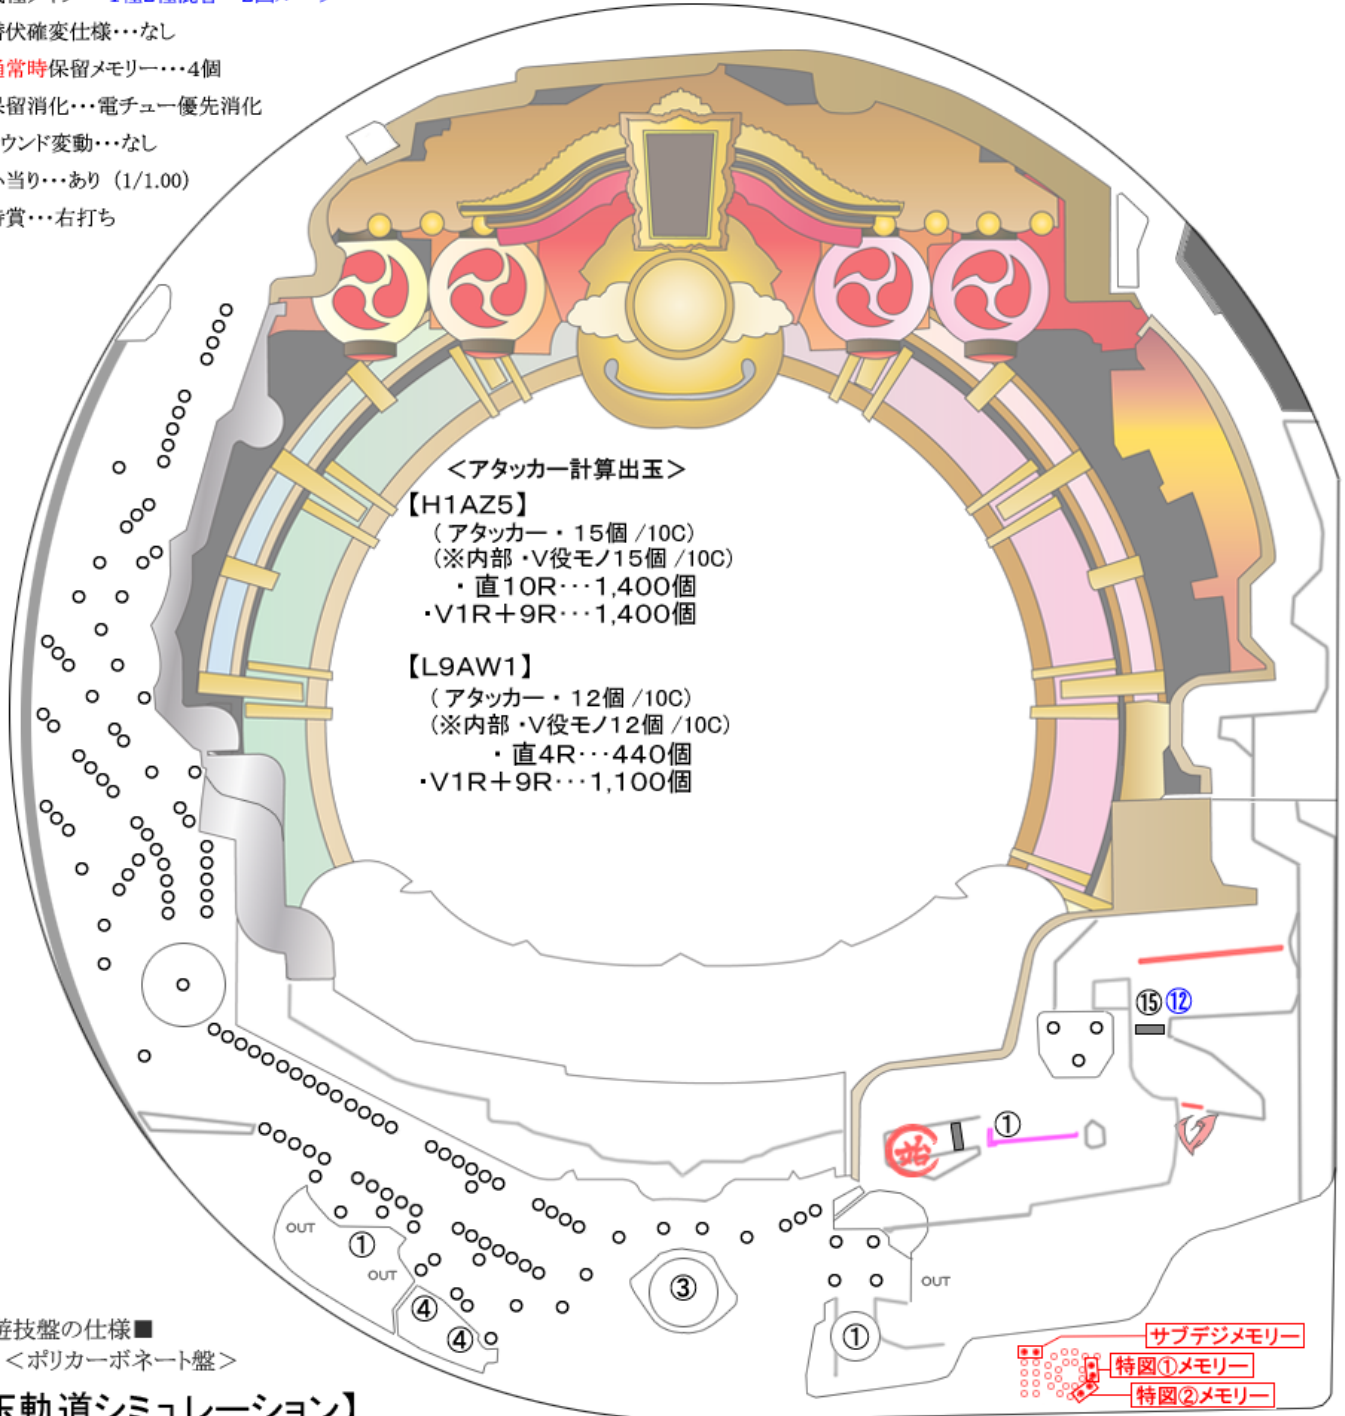 伏確変仕様・・・なし
通常時保留メモリー・・・4個
保留消化・・・電チュー優先消化
ウンド変動・・・なし
当り・・・あり (1/1.00)
賞・・・右打ち
＜アタッカー計算出玉＞
【H1AZ5】
(アタッカー・15個/10C)
(※内部・V役モノ15個/10C)
・直10R・・・1,400個
・V1R＋9R・・・1,400個
【L9AW1】
(アタッカー・12個/10C)
(※内部・V役モノ12個/10C)
・直4R・・・440個
・V1R＋9R・・・1,100個
⑮⑫
①
始
V
OUT
①
OUT
④
④
③
①
OUT
遊技盤の仕様■
＜ポリカーボネート盤＞
サブデジメモリー
特図①メモリー
特図②メモリー
玉軌道シミュレーション】